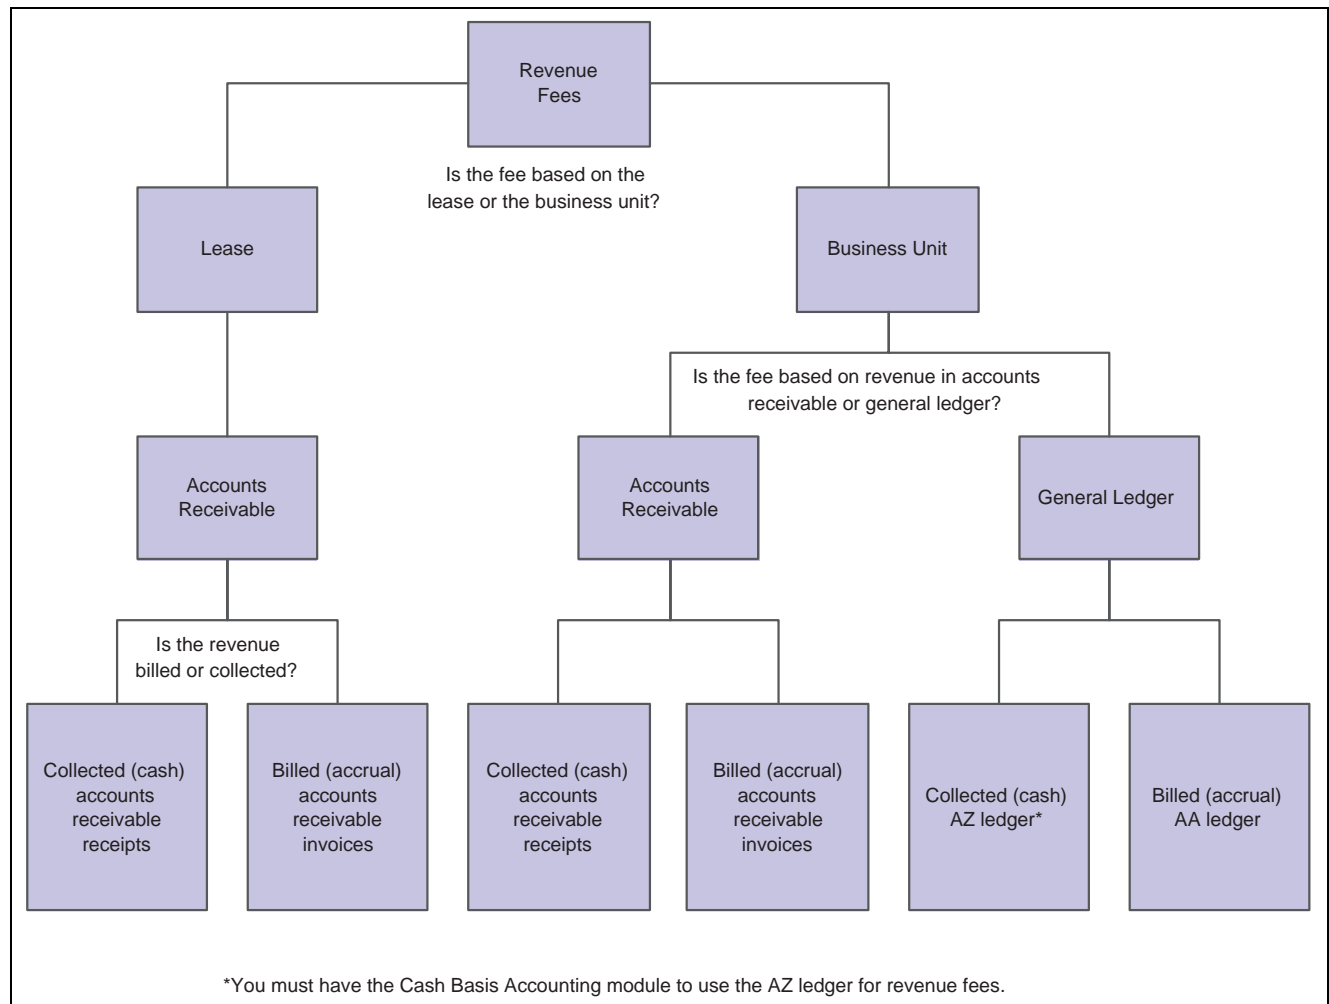 Revenue
Fees
Is the fee based on the
lease or the business unit?
Lease
Business Unit
Is the fee based on revenue in accounts
receivable or general ledger?
Accounts
Receivable
Accounts
Receivable
General Ledger
Is the revenue
billed or collected?
Collected (cash)
accounts
receivable
receipts
Billed (accrual)
accounts
receivable
invoices
Collected (cash)
accounts
receivable
receipts
Billed (accrual)
accounts
receivable
invoices
Collected (cash)
AZ ledger*
Billed (accrual)
AA ledger
*You must have the Cash Basis Accounting module to use the AZ ledger for revenue fees.